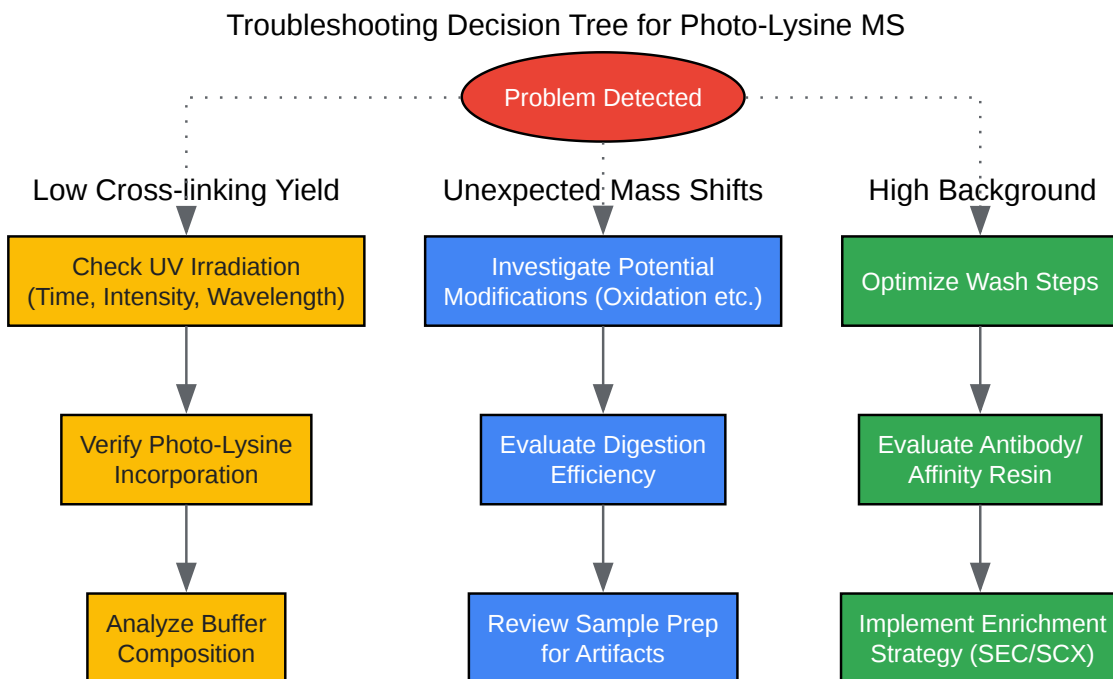 Troubleshooting Decision Tree for Photo-Lysine MS
Problem Detected
Low Cross-linking Yield
Unexpected Mass Shifts
High Background
Check UV Irradiation
(Time, Intensity, Wavelength)
Investigate Potential
Modifications (Oxidation etc.)
Optimize Wash Steps
Verify Photo-Lysine
Incorporation
Evaluate Digestion
Efficiency
Evaluate Antibody/
Affinity Resin
Analyze Buffer
Composition
Review Sample Prep
for Artifacts
Implement Enrichment
Strategy (SEC/SCX)